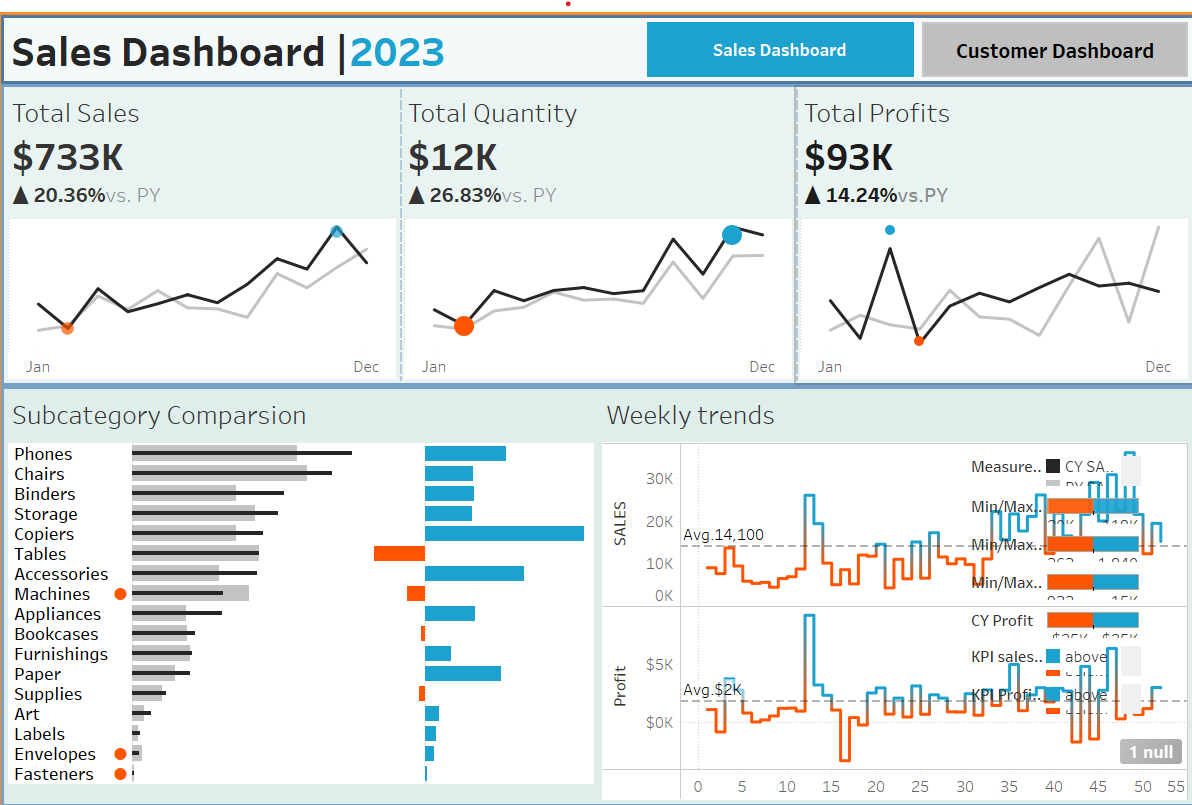 Sales Dashboard |2023
Sales Dashboard
Customer Dashboard
Total Sales
$733K
▲ 20.36%vs. PY
Jan Dec
Total Quantity
$12K
▲ 26.83%vs. PY
Jan Dec
Total Profits
$93K
▲ 14.24%vs.PY
Jan Dec
Subcategory Comparsion
Phones
Chairs
Binders
Storage
Copiers
Tables
Accessories
Machines
Appliances
Bookcases
Furnishings
Paper
Supplies
Art
Labels
Envelopes
Fasteners
Weekly trends
SALES
30K
20K
10K
0K
Avg.14,100
Profit
$5K
$0K
Avg.$2K
Measure..
CY SA..
Min/Max..
Min/Max..
Min/Max..
CY Profit
KPI sales..
above
KPI Profi..
above
1 null
0 5 10 15 20 25 30 35 40 45 50 55